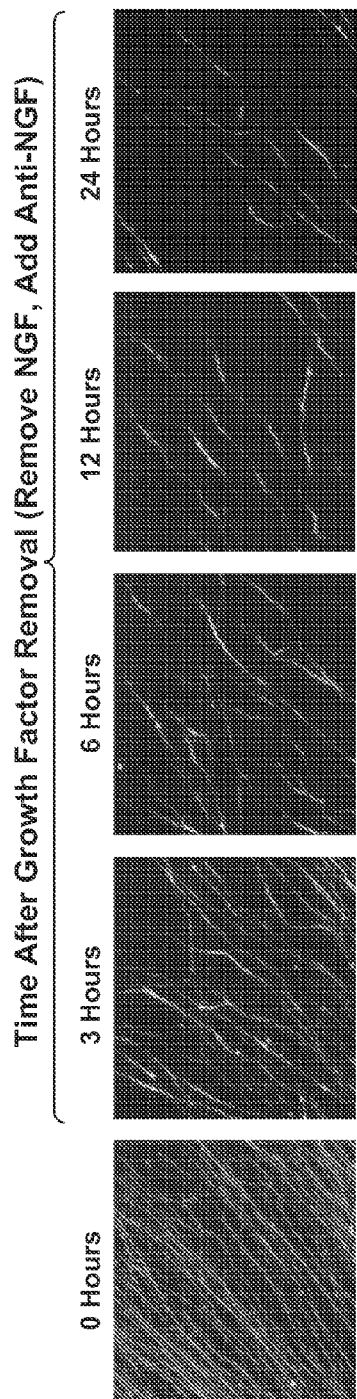 Time After Growth Factor Removal (Remove NGF, Add Anti-NGF)
0 Hours
3 Hours
6 Hours
12 Hours
24 Hours